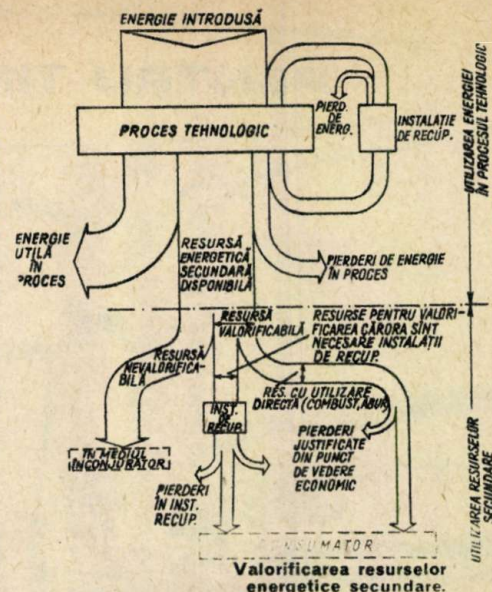 ENERGIE INTRODUSĂ
PROCES TEHNOLOGIC
PIERD.
DE
ENERG.
INSTALAȚIE
DE RECUP.
UTILIZAREA ENERGIEI
ÎN PROCESUL TEHNOLOGIC
ENERGIE
UTILĂ
ÎN
PROCES
RESURSĂ
ENERGETICĂ
SECUNDARĂ
DISPONIBILĂ
PIERDERI DE ENERGIE
ÎN PROCES
RESURSĂ
VALORIFICABILĂ
RESURSE PENTRU VALORI-
FICAREA CĂRORA SÎNT
NECESARE INSTALAȚII
DE RECUP.
RESURSĂ
NEVALORIFICA-
BILĂ
RES. CU UTILIZARE
DIRECTĂ (COMBUST, ABUR)
INST.
DE
RECUP.
ÎN MEDIUL
ÎNCONJURĂTOR
PIERDERI
JUSTIFICATE
DIN PUNCT
DE VEDERE
ECONOMIC
PIERDERI
ÎN INST.
RECUP.
UTILIZAREA RESURSELOR
SECUNDARE
NSUMATOR
Valorificarea resurselor
energetice secundare.